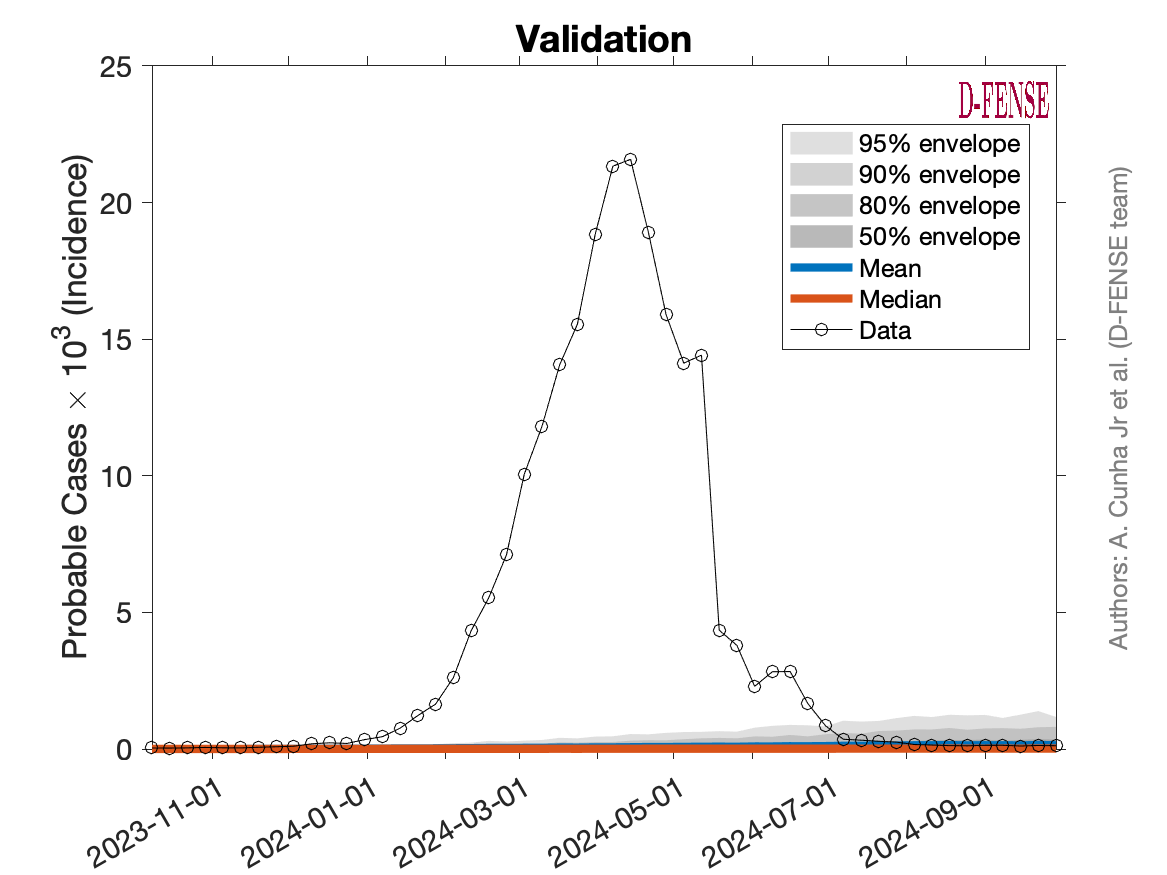 Validation
D-FENSE
25
20
15
10
5
0
Probable Cases × 10³ (Incidence)
95% envelope
90% envelope
80% envelope
50% envelope
Mean
Median
Data
2023-11-01
2024-01-01
2024-03-01
2024-05-01
2024-07-01
2024-09-01
Authors: A. Cunha Jr et al. (D-FENSE team)